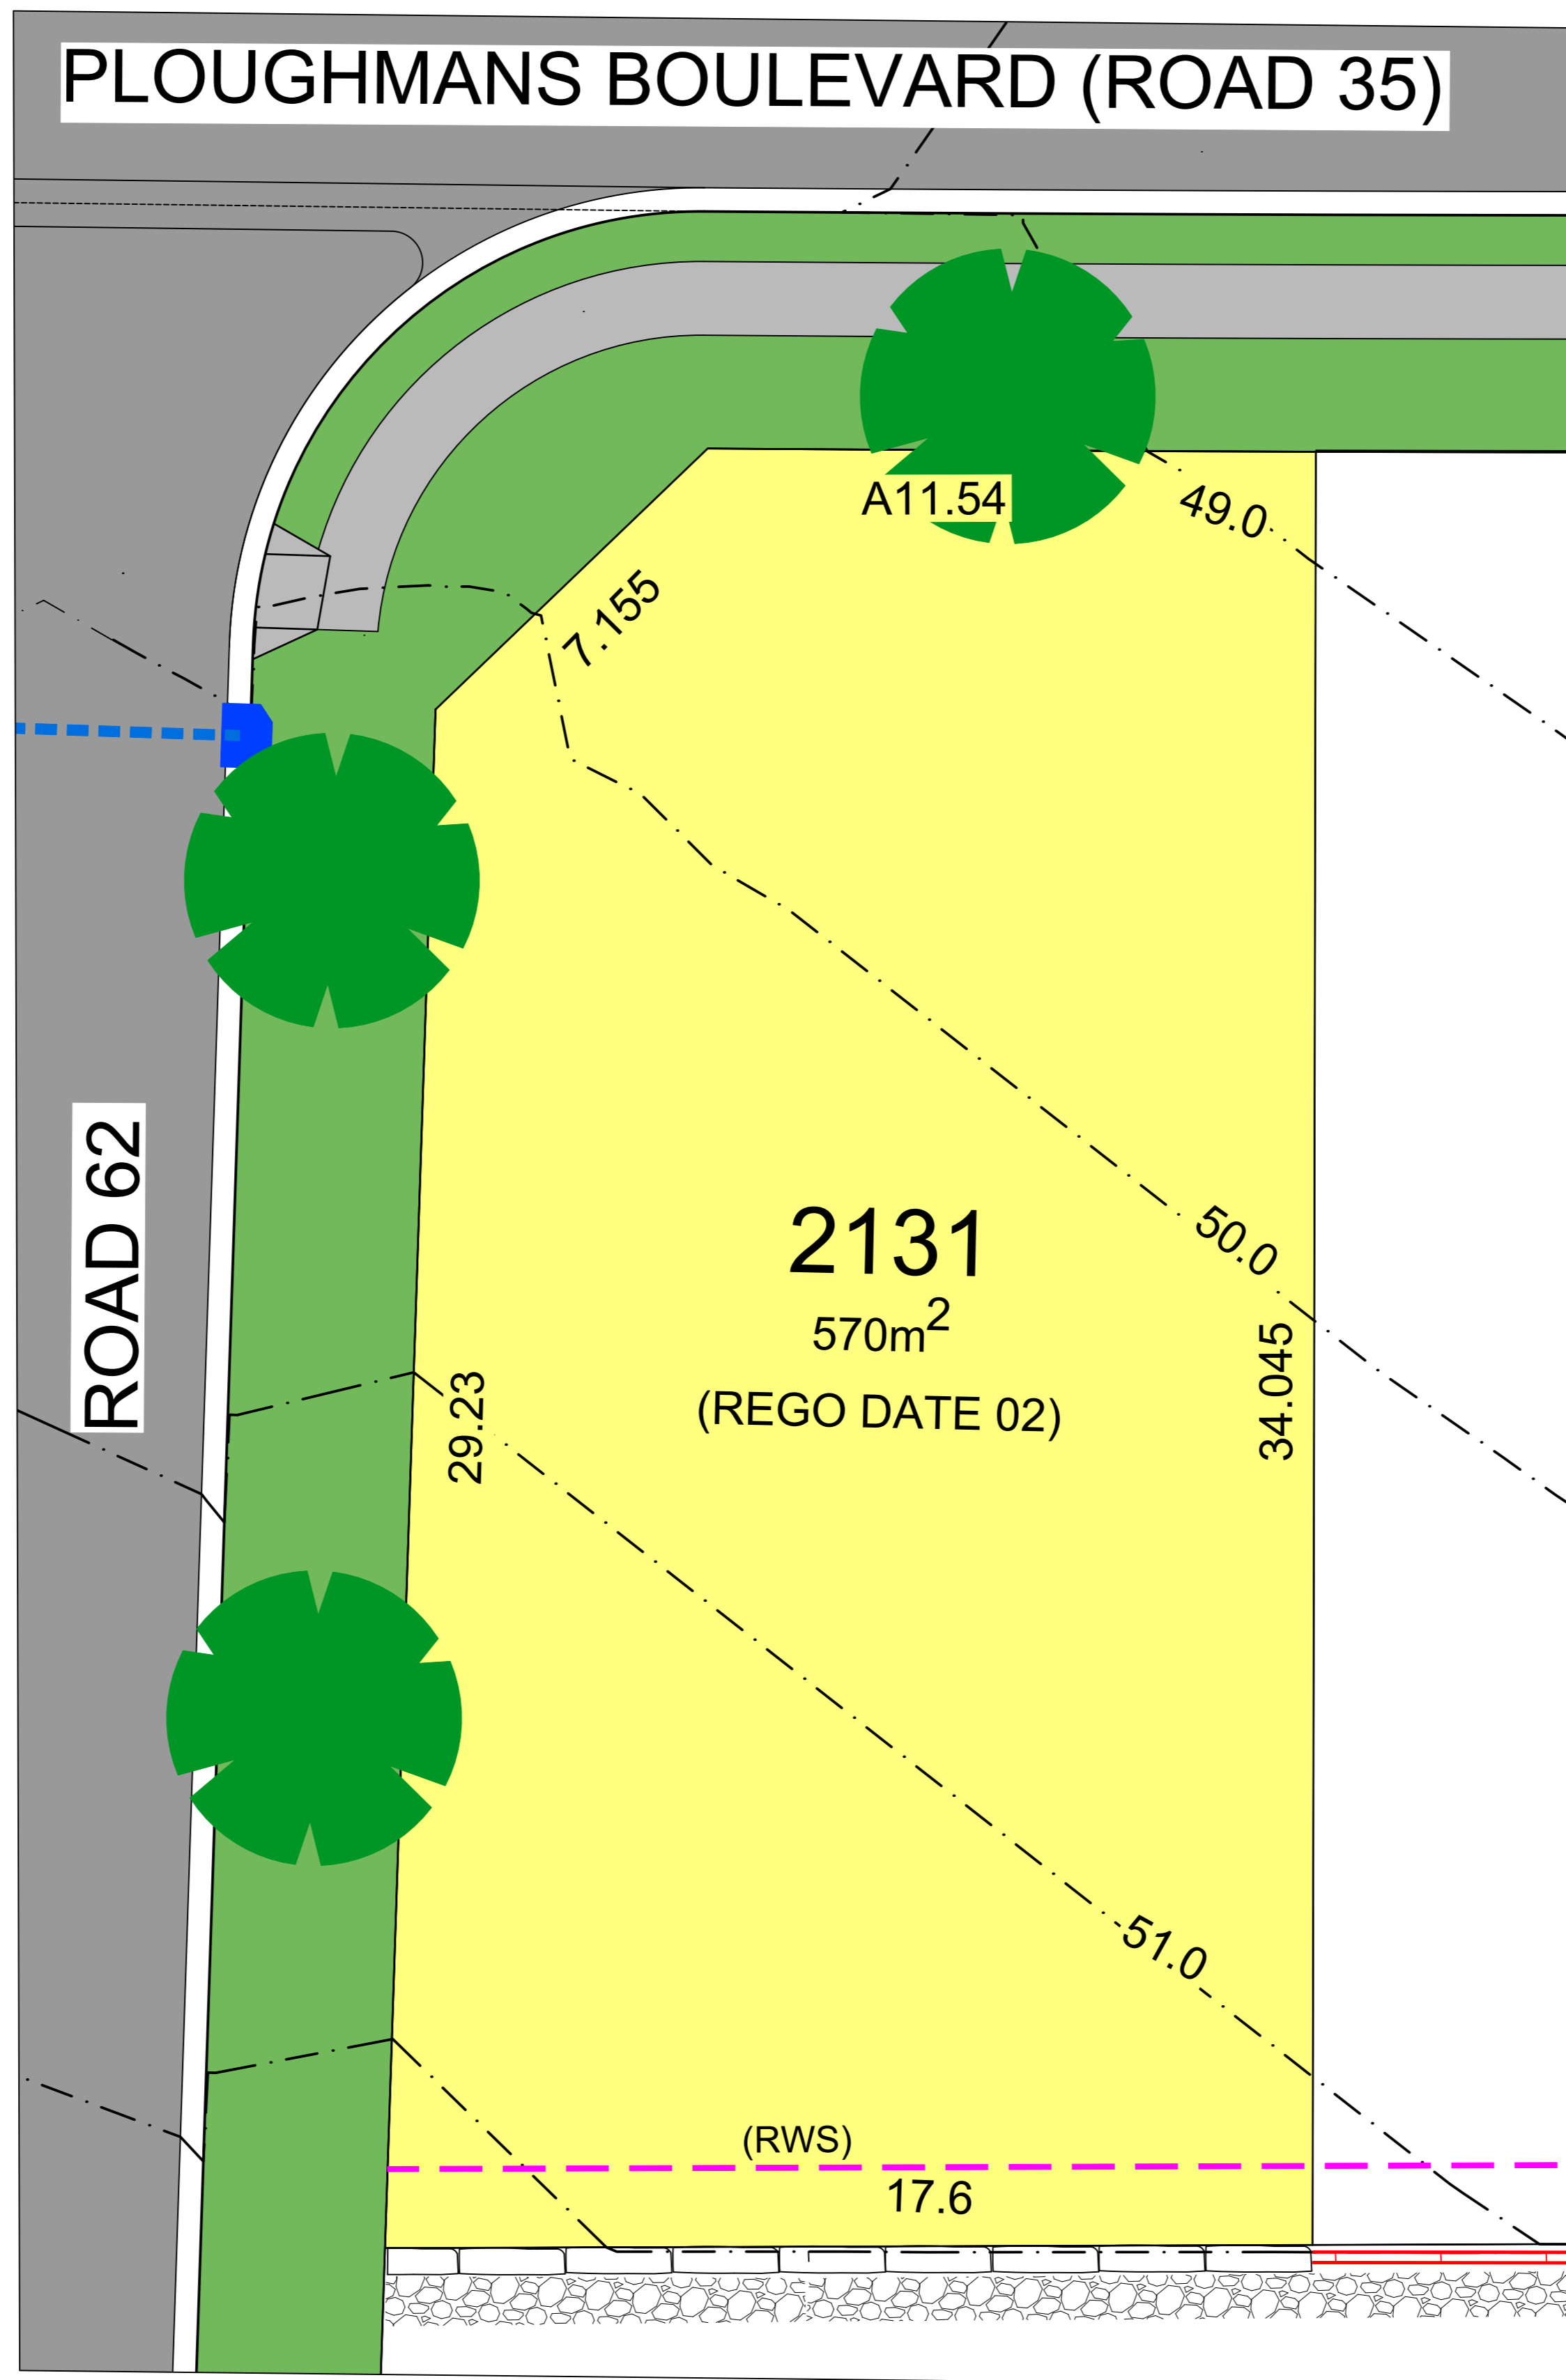 PLOUGHMANS BOULEVARD (ROAD 35)
A11.54
49.0
7.155
ROAD 62
2131
570m²
(REGO DATE 02)
50.0
29.23
34.045
51.0
(RWS)
17.6